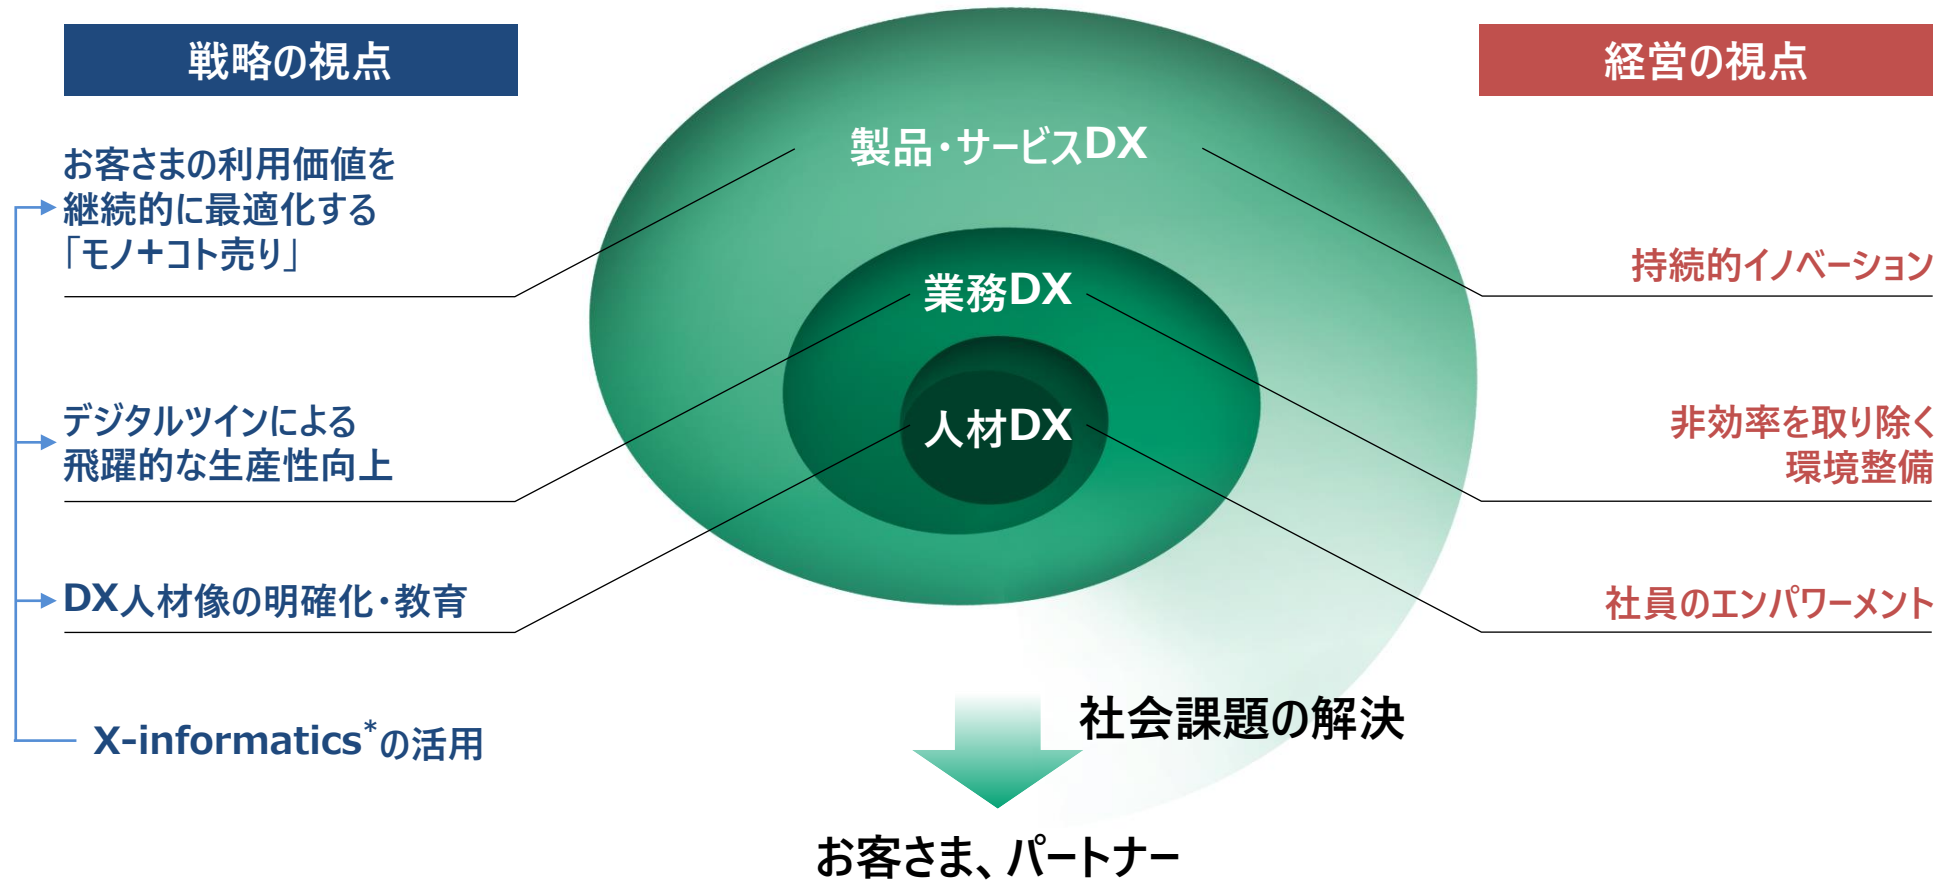 戦略の視点
お客さまの利用価値を
継続的に最適化する
「モノ+コト売り」
デジタルツインによる
飛躍的な生産性向上
DX人材像の明確化・教育
X-informatics*の活用
製品・サービスDX
業務DX
人材DX
経営の視点
持続的イノベーション
非効率を取り除く
環境整備
社員のエンパワーメント
社会課題の解決
お客さま、パートナー